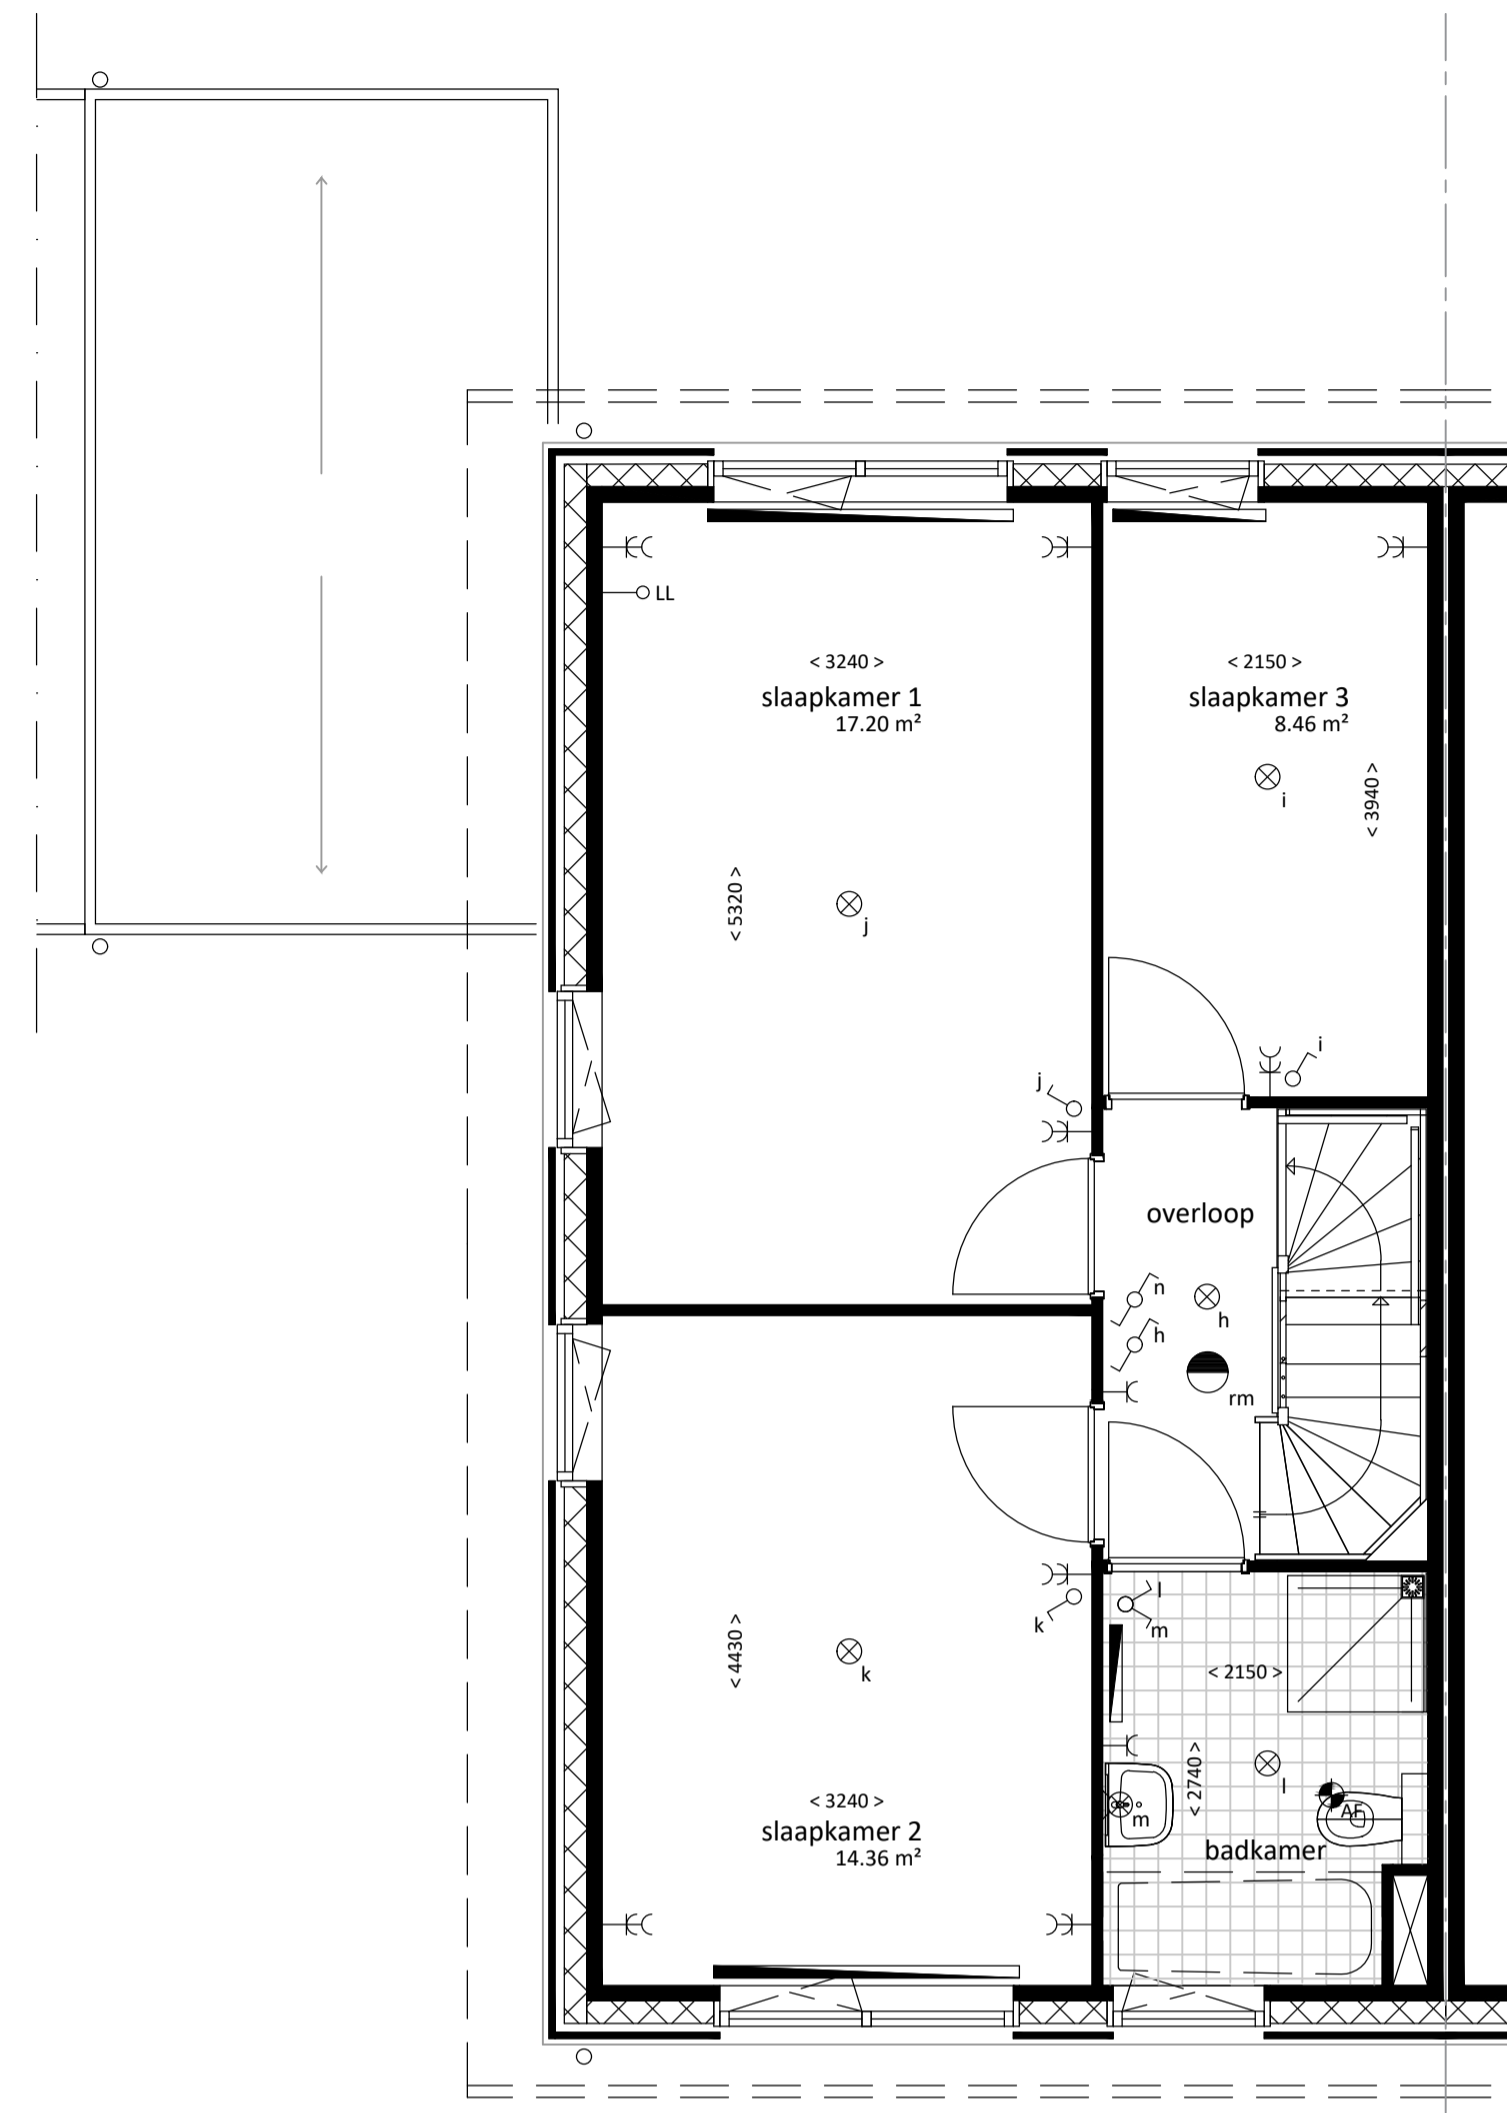 LL
< 3240 >
slaapkamer 1
17.20 m²
< 2150 >
slaapkamer 3
8.46 m²
i
< 3940 >
< 5320 >
j
i
j
overloop
n
h
h
rm
k
l
m
< 4430 >
k
< 2150 >
< 2740 >
l
AF
m
badkamer
< 3240 >
slaapkamer 2
14.36 m²